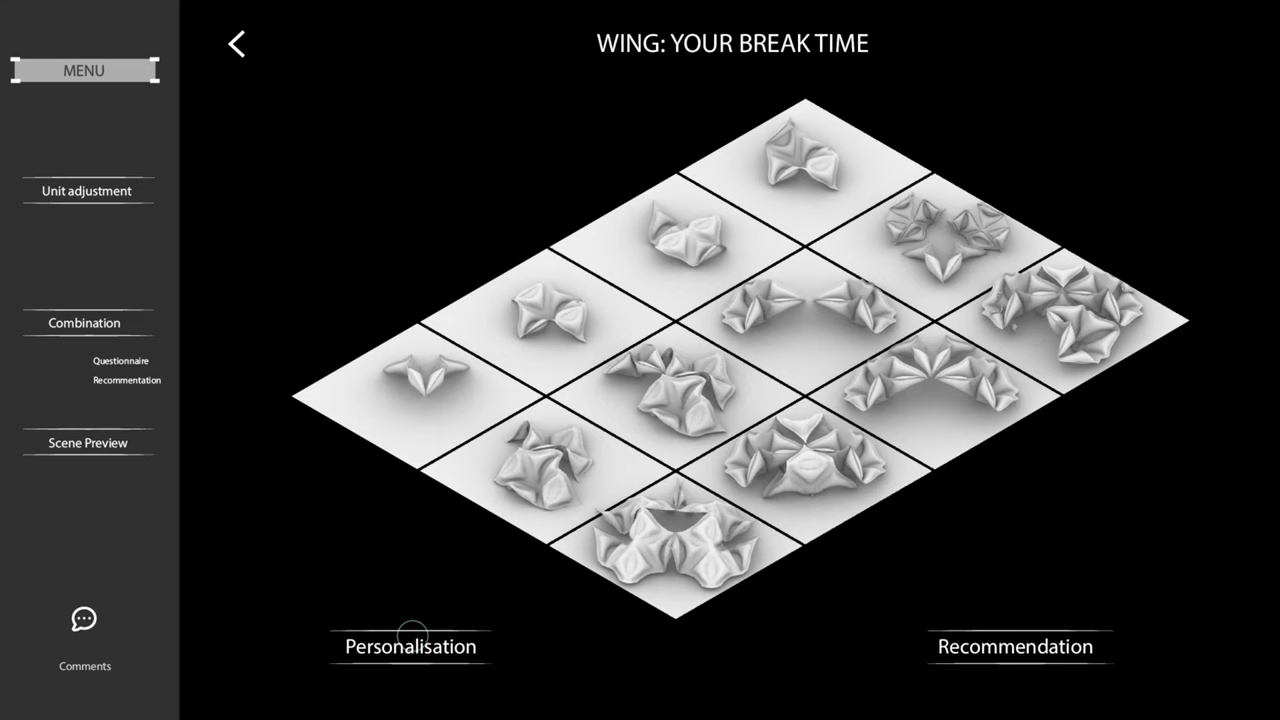 WING: YOUR BREAK TIME
MENU
Unit adjustment
Combination
Questionnaire
Recommentation
Scene Preview
Comments
Personalisation
Recommendation